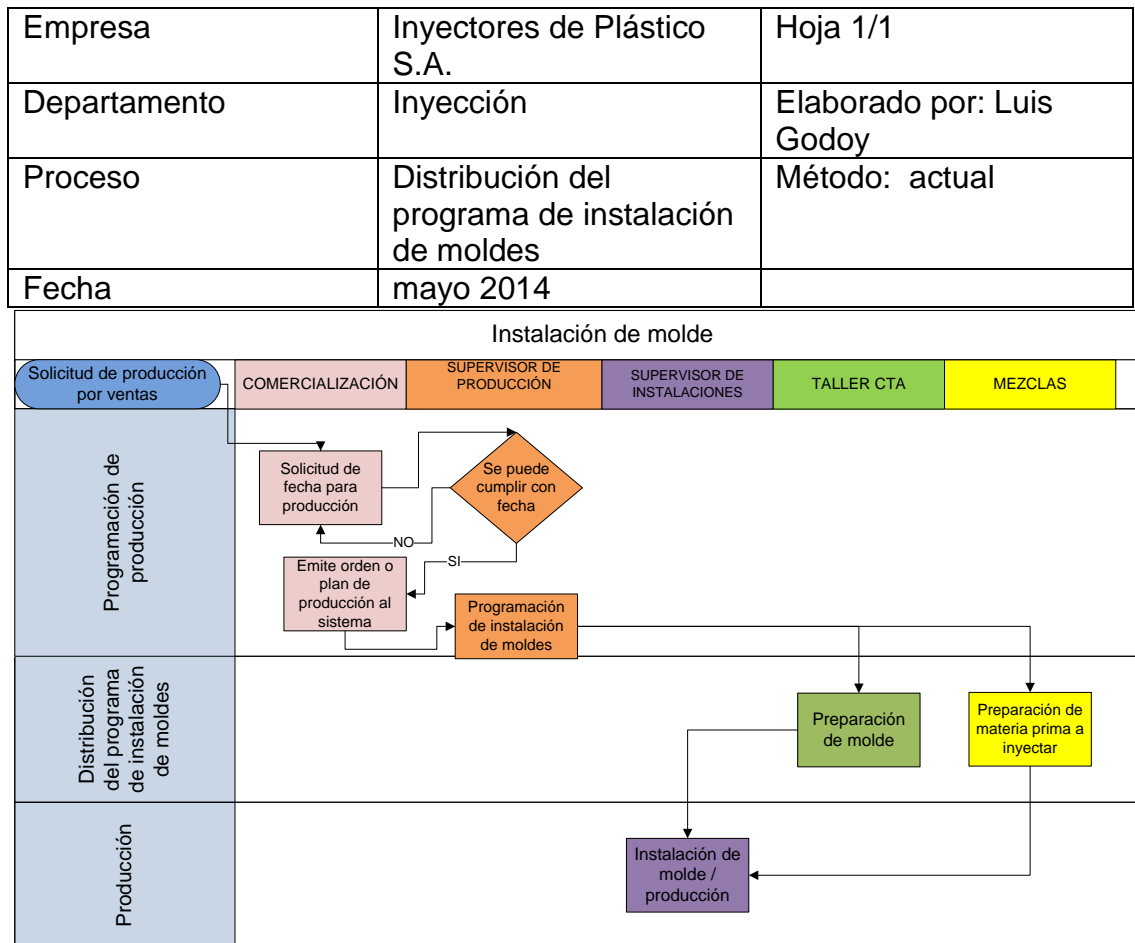 Empresa
Inyectores de Plástico
S.A.
Hoja 1/1
Departamento
Inyección
Elaborado por: Luis
Godoy
Proceso
Distribución del
programa de instalación
de moldes
Método:  actual
Fecha
mayo 2014
Instalación de molde
Solicitud de producción
por ventas
COMERCIALIZACIÓN
SUPERVISOR DE
PRODUCCIÓN
SUPERVISOR DE
INSTALACIONES
TALLER CTA
MEZCLAS
Programación de
producción
Solicitud de
fecha para
producción
Se puede
cumplir con
fecha
NO
SI
Emite orden o
plan de
producción al
sistema
Programación
de instalación
de moldes
Distribución
del programa
de instalación
de moldes
Preparación
de molde
Preparación de
materia prima a
inyectar
Producción
Instalación de
molde /
producción